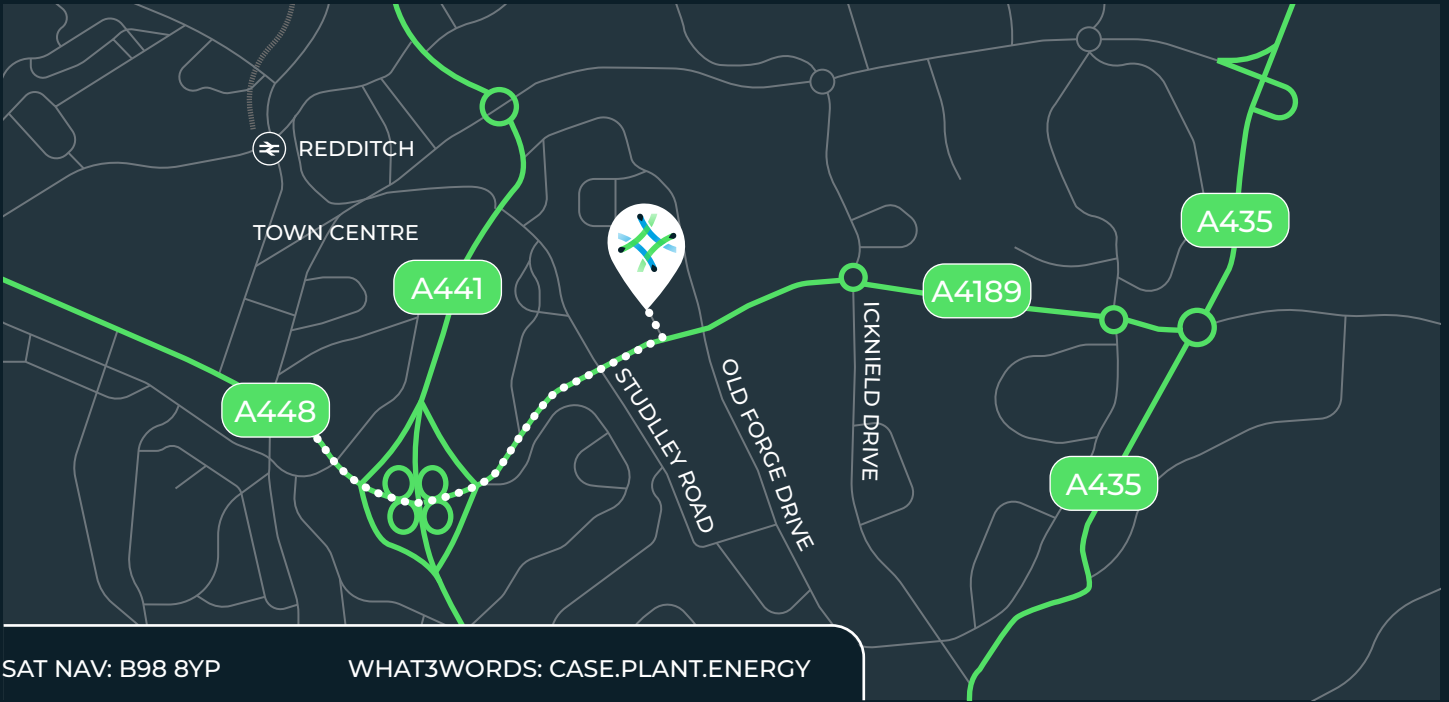 REDDITCH
TOWN CENTRE
A435
A441
A4189
ICKNIELD DRIVE
A448
STUDLLEY ROAD
OLD FORGE DRIVE
A435
SAT NAV: B98 8YP
WHAT3WORDS: CASE.PLANT.ENERGY